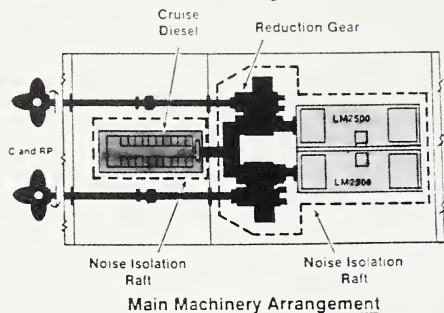 Cruise
Diesel
Reduction Gear
LM2500
C and RP
LM2500
Noise Isolation
Raft
Noise Isolation
Raft
Main Machinery Arrangement